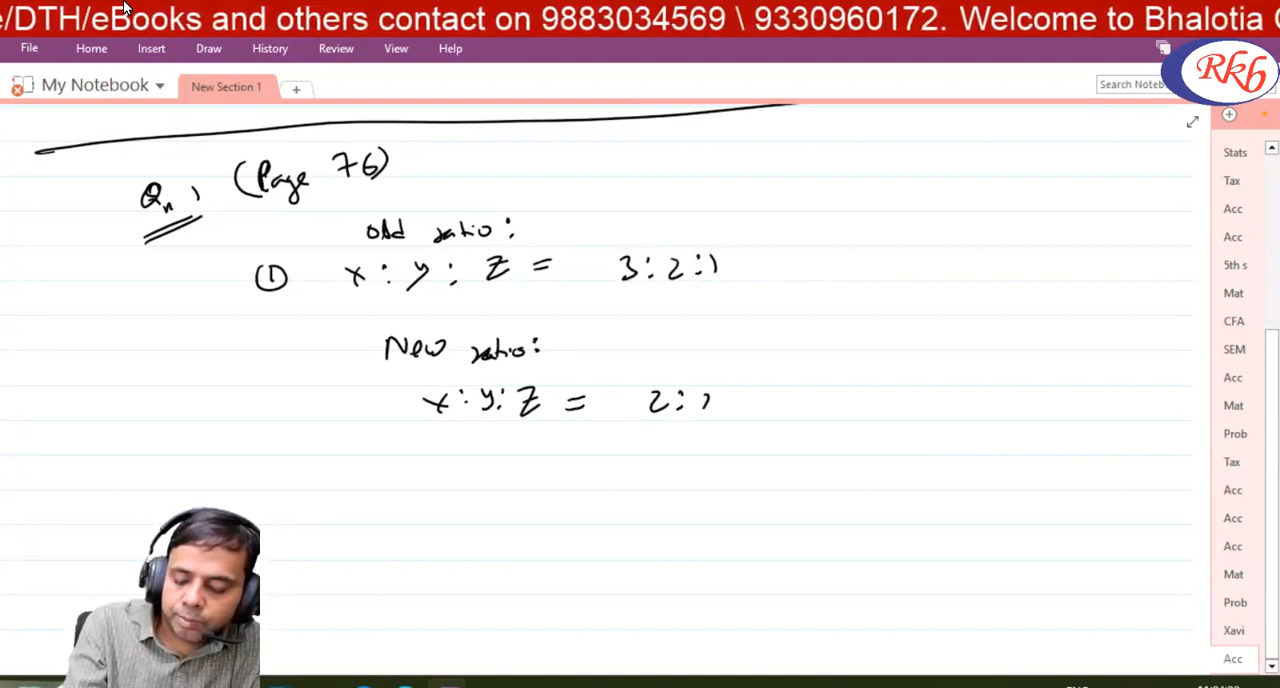 /DTH/eBooks and others contact on 9883034569 \ 9330960172. Welcome to Bhalotia
File Home Insert Draw History Review View Help
Rkb
My Notebook New Section 1 + Search Noteb
Stats
Tax
Acc
Acc
5th s
Mat
CFA
SEM
Acc
Mat
Prob
Tax
Acc
Acc
Acc
Mat
Prob
Xavi
Acc
Qn 1 (Page 76)
Old ratio:
① X : Y : Z = 3:2:1
New ratio:
X:Y:Z = 2:1